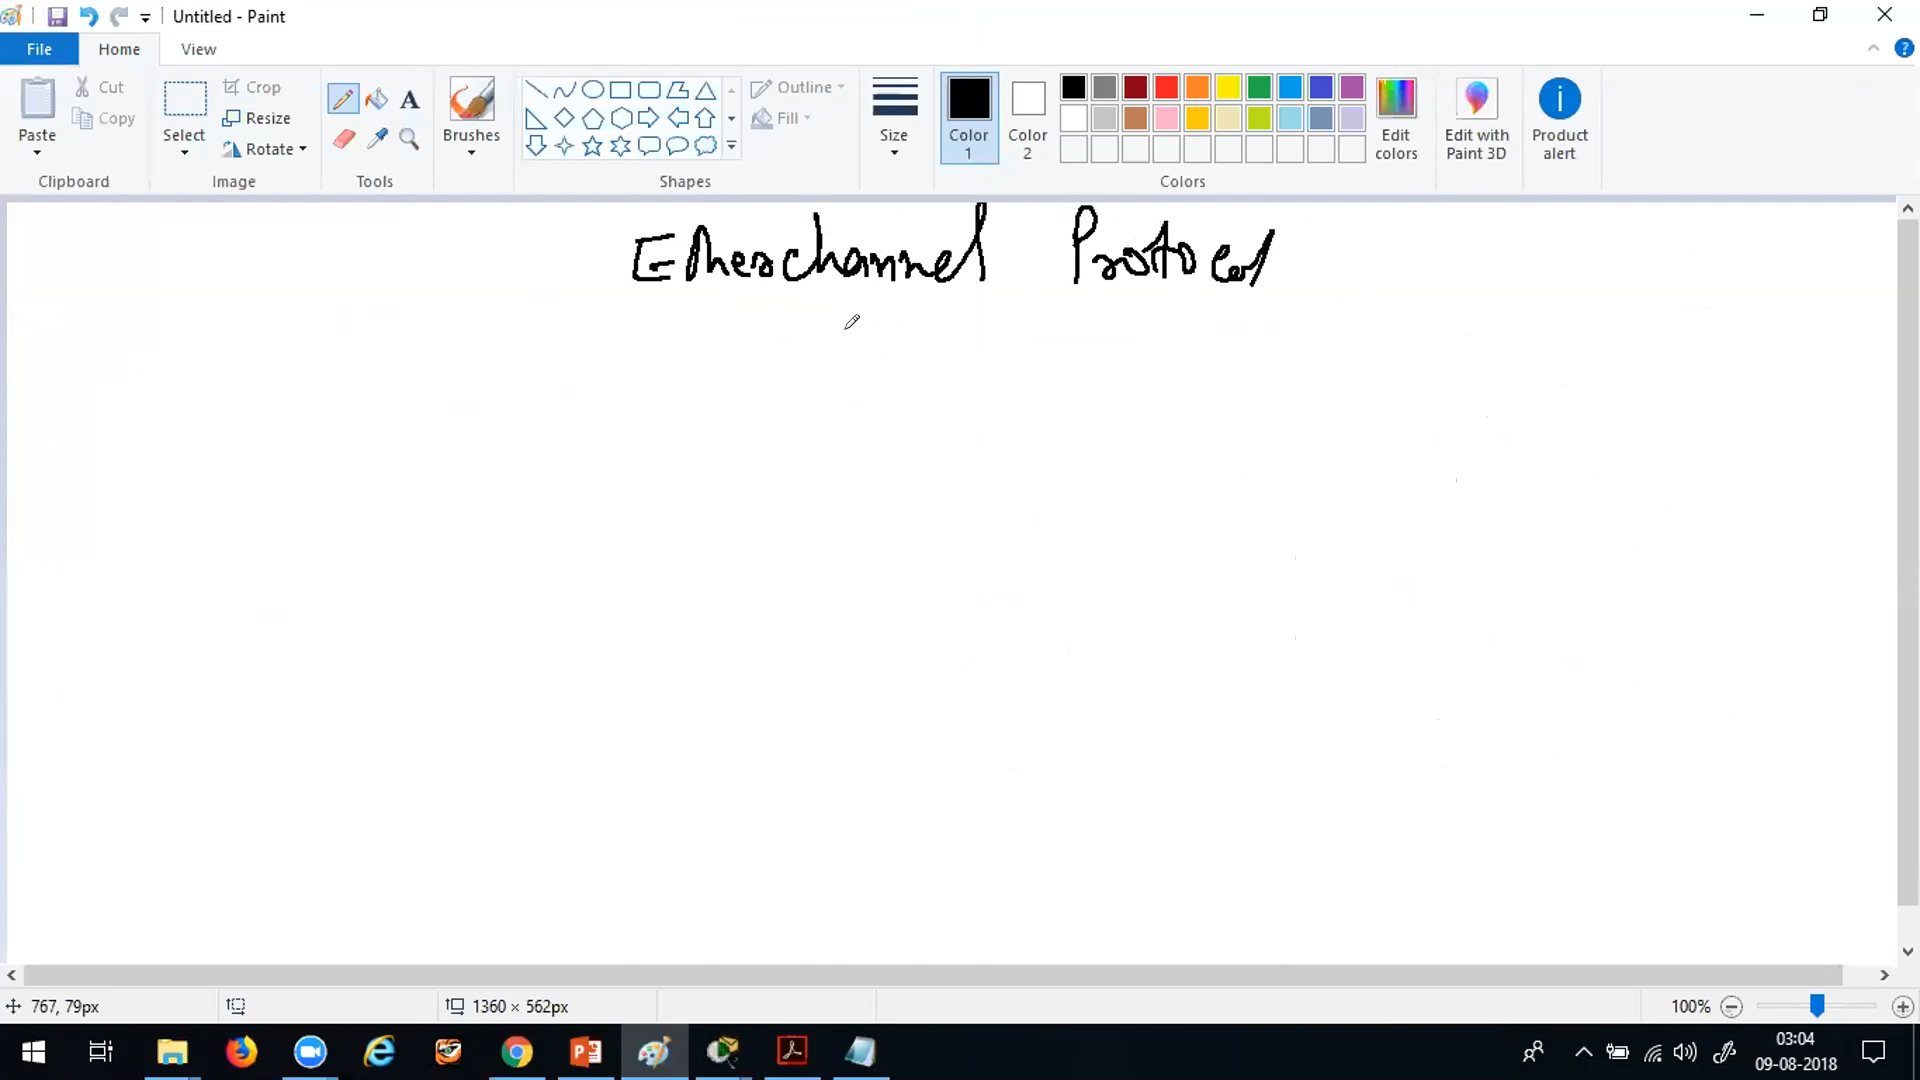 Untitled - Paint
File Home View
Paste
Cut
Copy
Clipboard
Select
Crop
Resize
Rotate
Image
Tools
Brushes
Shapes
Outline
Fill
Size
Color 1
Color 2
Edit colors
Colors
Edit with Paint 3D
Product alert
Etherchannel Protocol
767, 79px
1360 × 562px
100%
03:04
09-08-2018